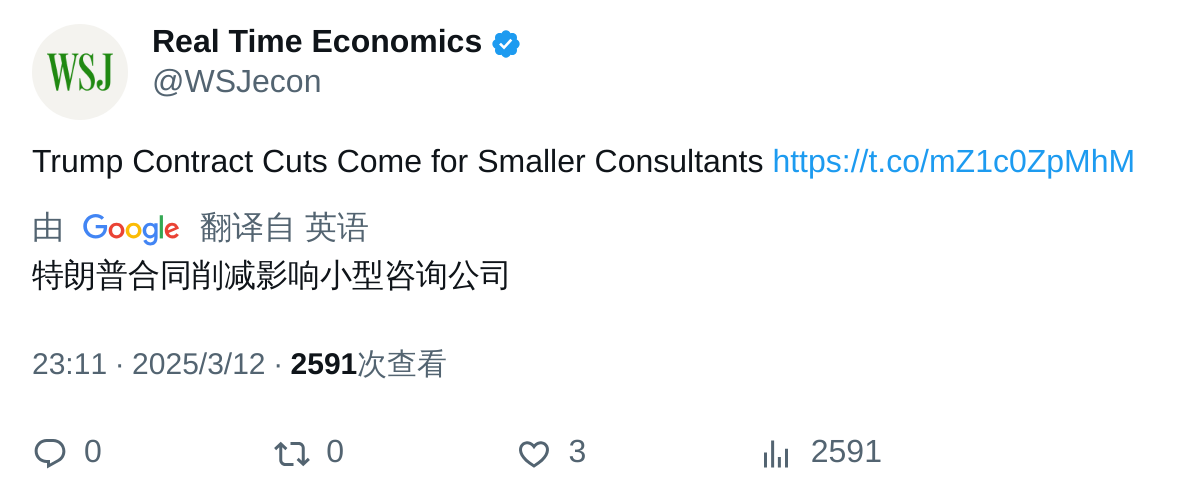 WSJ
Real Time Economics
@WSJecon
Trump Contract Cuts Come for Smaller Consultants https://t.co/mZ1c0ZpMhM
由 Google 翻译自 英语
特朗普合同削减影响小型咨询公司
23:11 · 2025/3/12 · 2591次查看
0 0 3 2591